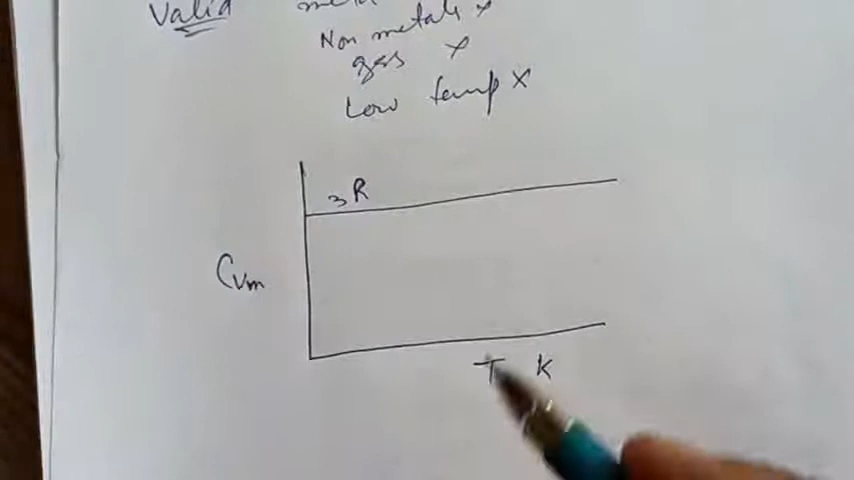 Valid
Non metals ×
gas ×
Low temp ×
3R
CVm
T K